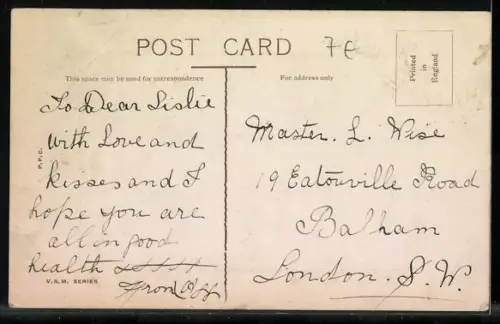 POST CARD
7E
Printed
in
England
This space may be used for correspondence
For address only
To Dear Lislie
with Love and
kisses and I
hope you are
all in good
health
From
Master. L. Wise
19 Eatonville Road
Balham
London. S.W.
P.P.C.
V.S.M. SERIES